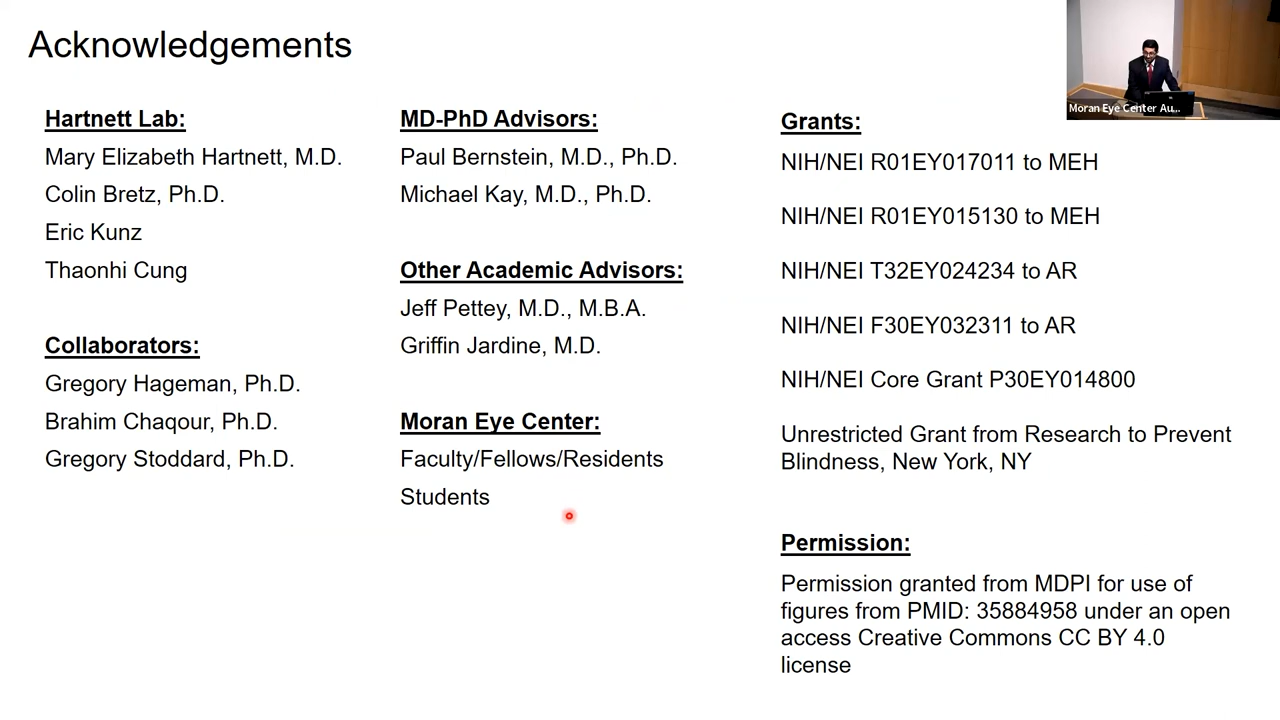 Acknowledgements
Moran Eye Center Au...
Hartnett Lab:
Mary Elizabeth Hartnett, M.D.
Colin Bretz, Ph.D.
Eric Kunz
Thaonhi Cung
Collaborators:
Gregory Hageman, Ph.D.
Brahim Chaqour, Ph.D.
Gregory Stoddard, Ph.D.
MD-PhD Advisors:
Paul Bernstein, M.D., Ph.D.
Michael Kay, M.D., Ph.D.
Other Academic Advisors:
Jeff Pettey, M.D., M.B.A.
Griffin Jardine, M.D.
Moran Eye Center:
Faculty/Fellows/Residents
Students
Grants:
NIH/NEI R01EY017011 to MEH
NIH/NEI R01EY015130 to MEH
NIH/NEI T32EY024234 to AR
NIH/NEI F30EY032311 to AR
NIH/NEI Core Grant P30EY014800
Unrestricted Grant from Research to Prevent
Blindness, New York, NY
Permission:
Permission granted from MDPI for use of
figures from PMID: 35884958 under an open
access Creative Commons CC BY 4.0
license